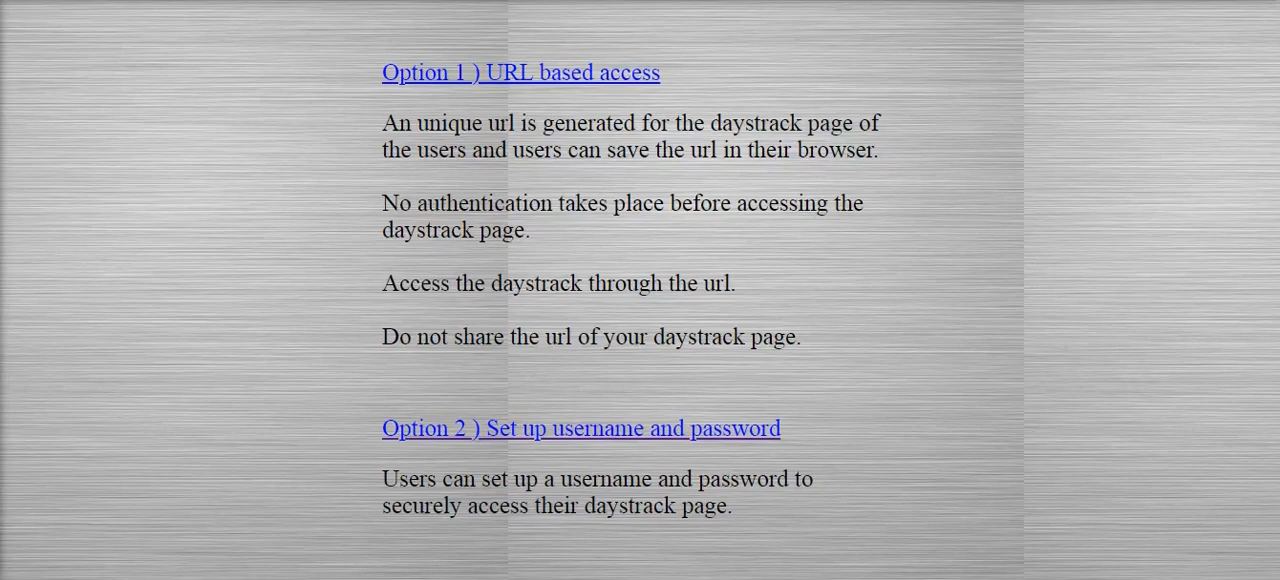 Option 1 ) URL based access
An unique url is generated for the daystrack page of
the users and users can save the url in their browser.
No authentication takes place before accessing the
daystrack page.
Access the daystrack through the url.
Do not share the url of your daystrack page.
Option 2 ) Set up username and password
Users can set up a username and password to
securely access their daystrack page.